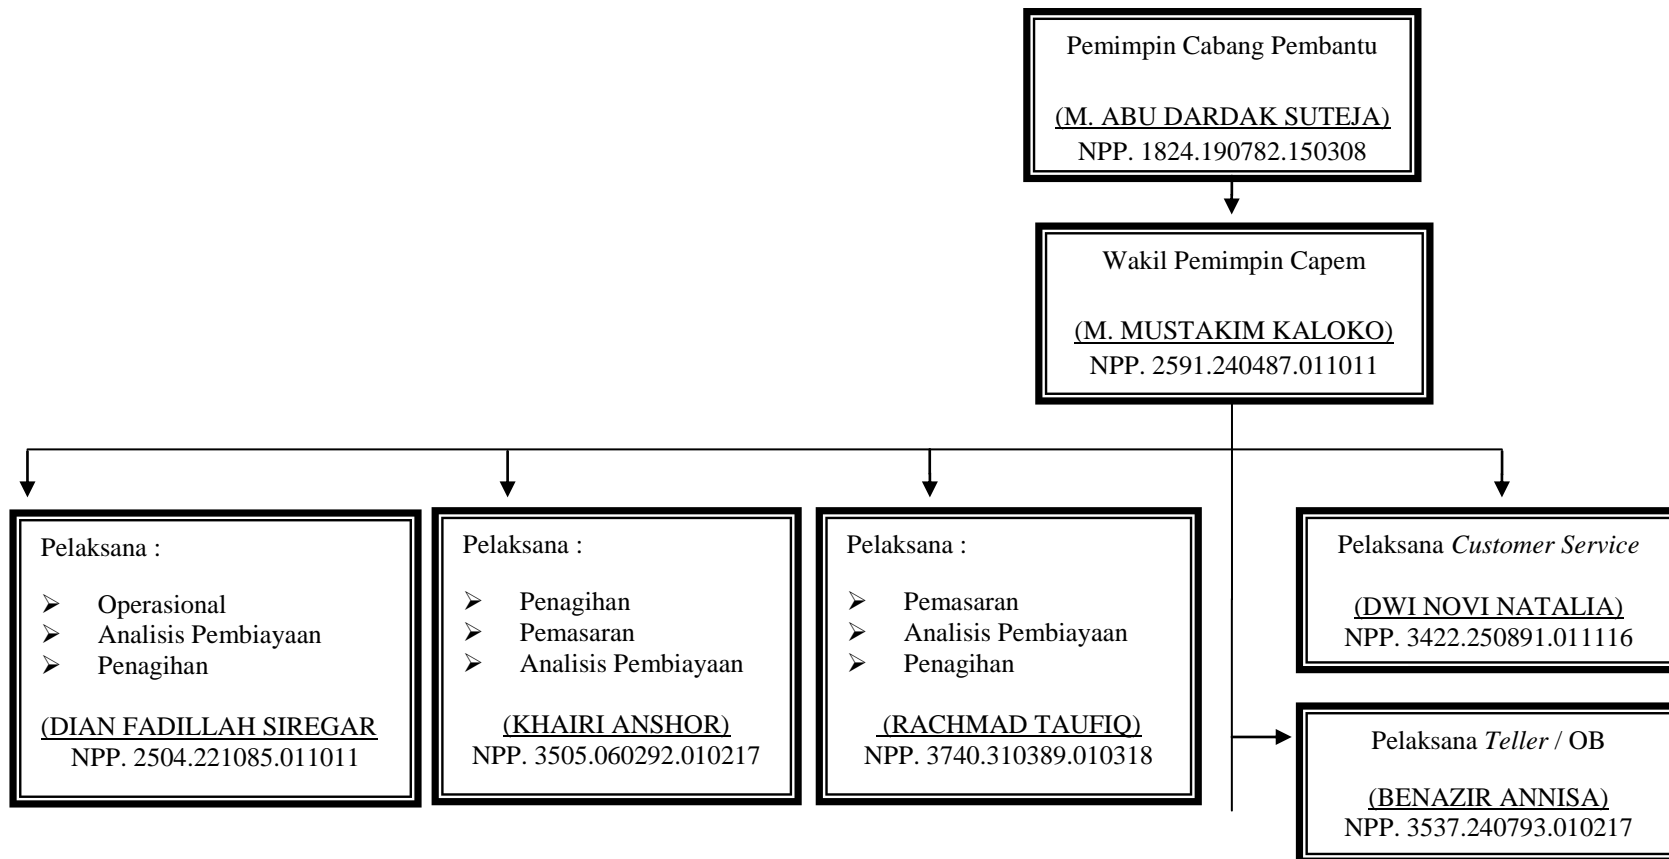 Pemimpin Cabang Pembantu
(M. ABU DARDAK SUTEJA)
NPP. 1824.190782.150308
Wakil Pemimpin Capem
(M. MUSTAKIM KALOKO)
NPP. 2591.240487.011011
Pelaksana :
➢ Operasional
➢ Analisis Pembiayaan
➢ Penagihan
(DIAN FADILLAH SIREGAR
NPP. 2504.221085.011011
Pelaksana :
➢ Penagihan
➢ Pemasaran
➢ Analisis Pembiayaan
(KHAIRI ANSHOR)
NPP. 3505.060292.010217
Pelaksana :
➢ Pemasaran
➢ Analisis Pembiayaan
➢ Penagihan
(RACHMAD TAUFIQ)
NPP. 3740.310389.010318
Pelaksana Customer Service
(DWI NOVI NATALIA)
NPP. 3422.250891.011116
Pelaksana Teller / OB
(BENAZIR ANNISA)
NPP. 3537.240793.010217